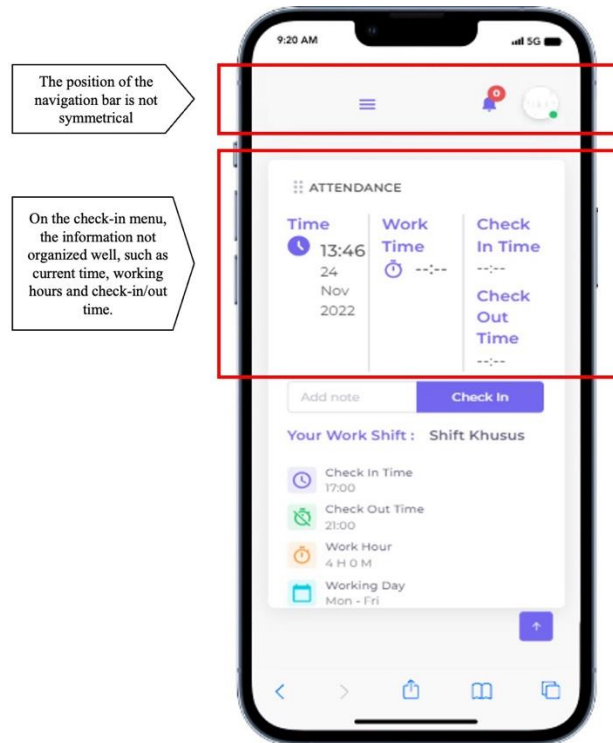 The position of the
navigation bar is not
symmetrical
On the check-in menu,
the information not
organized well, such as
current time, working
hours and check-in/out
time.
9:20 AM
5G
0
ATTENDANCE
Time
13:46
24
Nov
2022
Work
Time
--:--
Check
In Time
--:--
Check
Out
Time
--:--
Add note
Check In
Your Work Shift : Shift Khusus
Check In Time
17:00
Check Out Time
21:00
Work Hour
4 H 0 M
Working Day
Mon - Fri